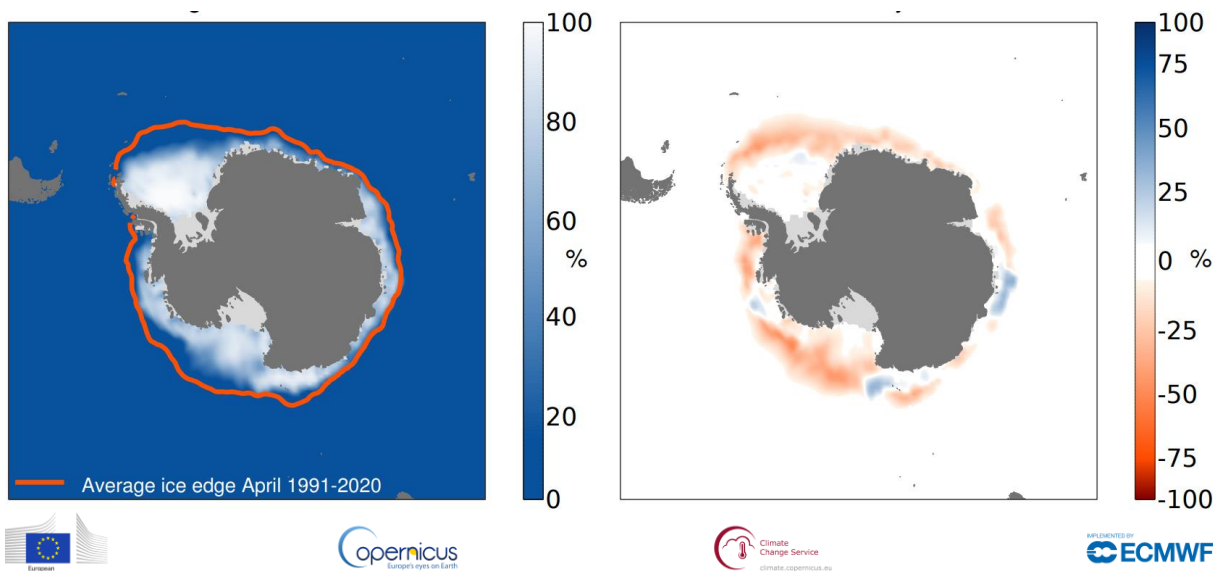 100
80
60
%
40
20
0
Average ice edge April 1991-2020
100
75
50
25
0 %
-25
-50
-75
-100
European
opernicus
Europe's eyes on Earth
Climate
Change Service
climate.copernicus.eu
IMPLEMENTED BY
ECMWF